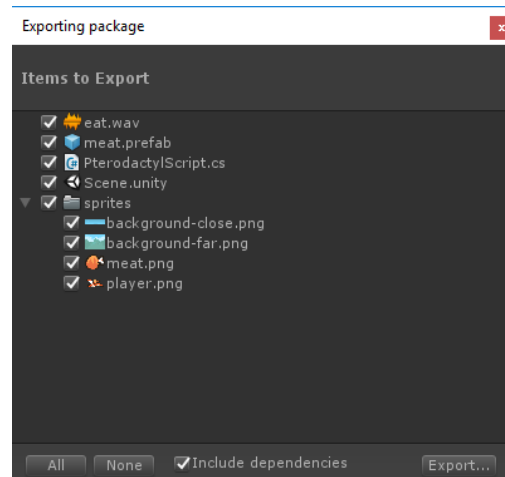 Exporting package
x
Items to Export
eat.wav
meat.prefab
PterodactylScript.cs
Scene.unity
sprites
background-close.png
background-far.png
meat.png
player.png
All None Include dependencies Export...